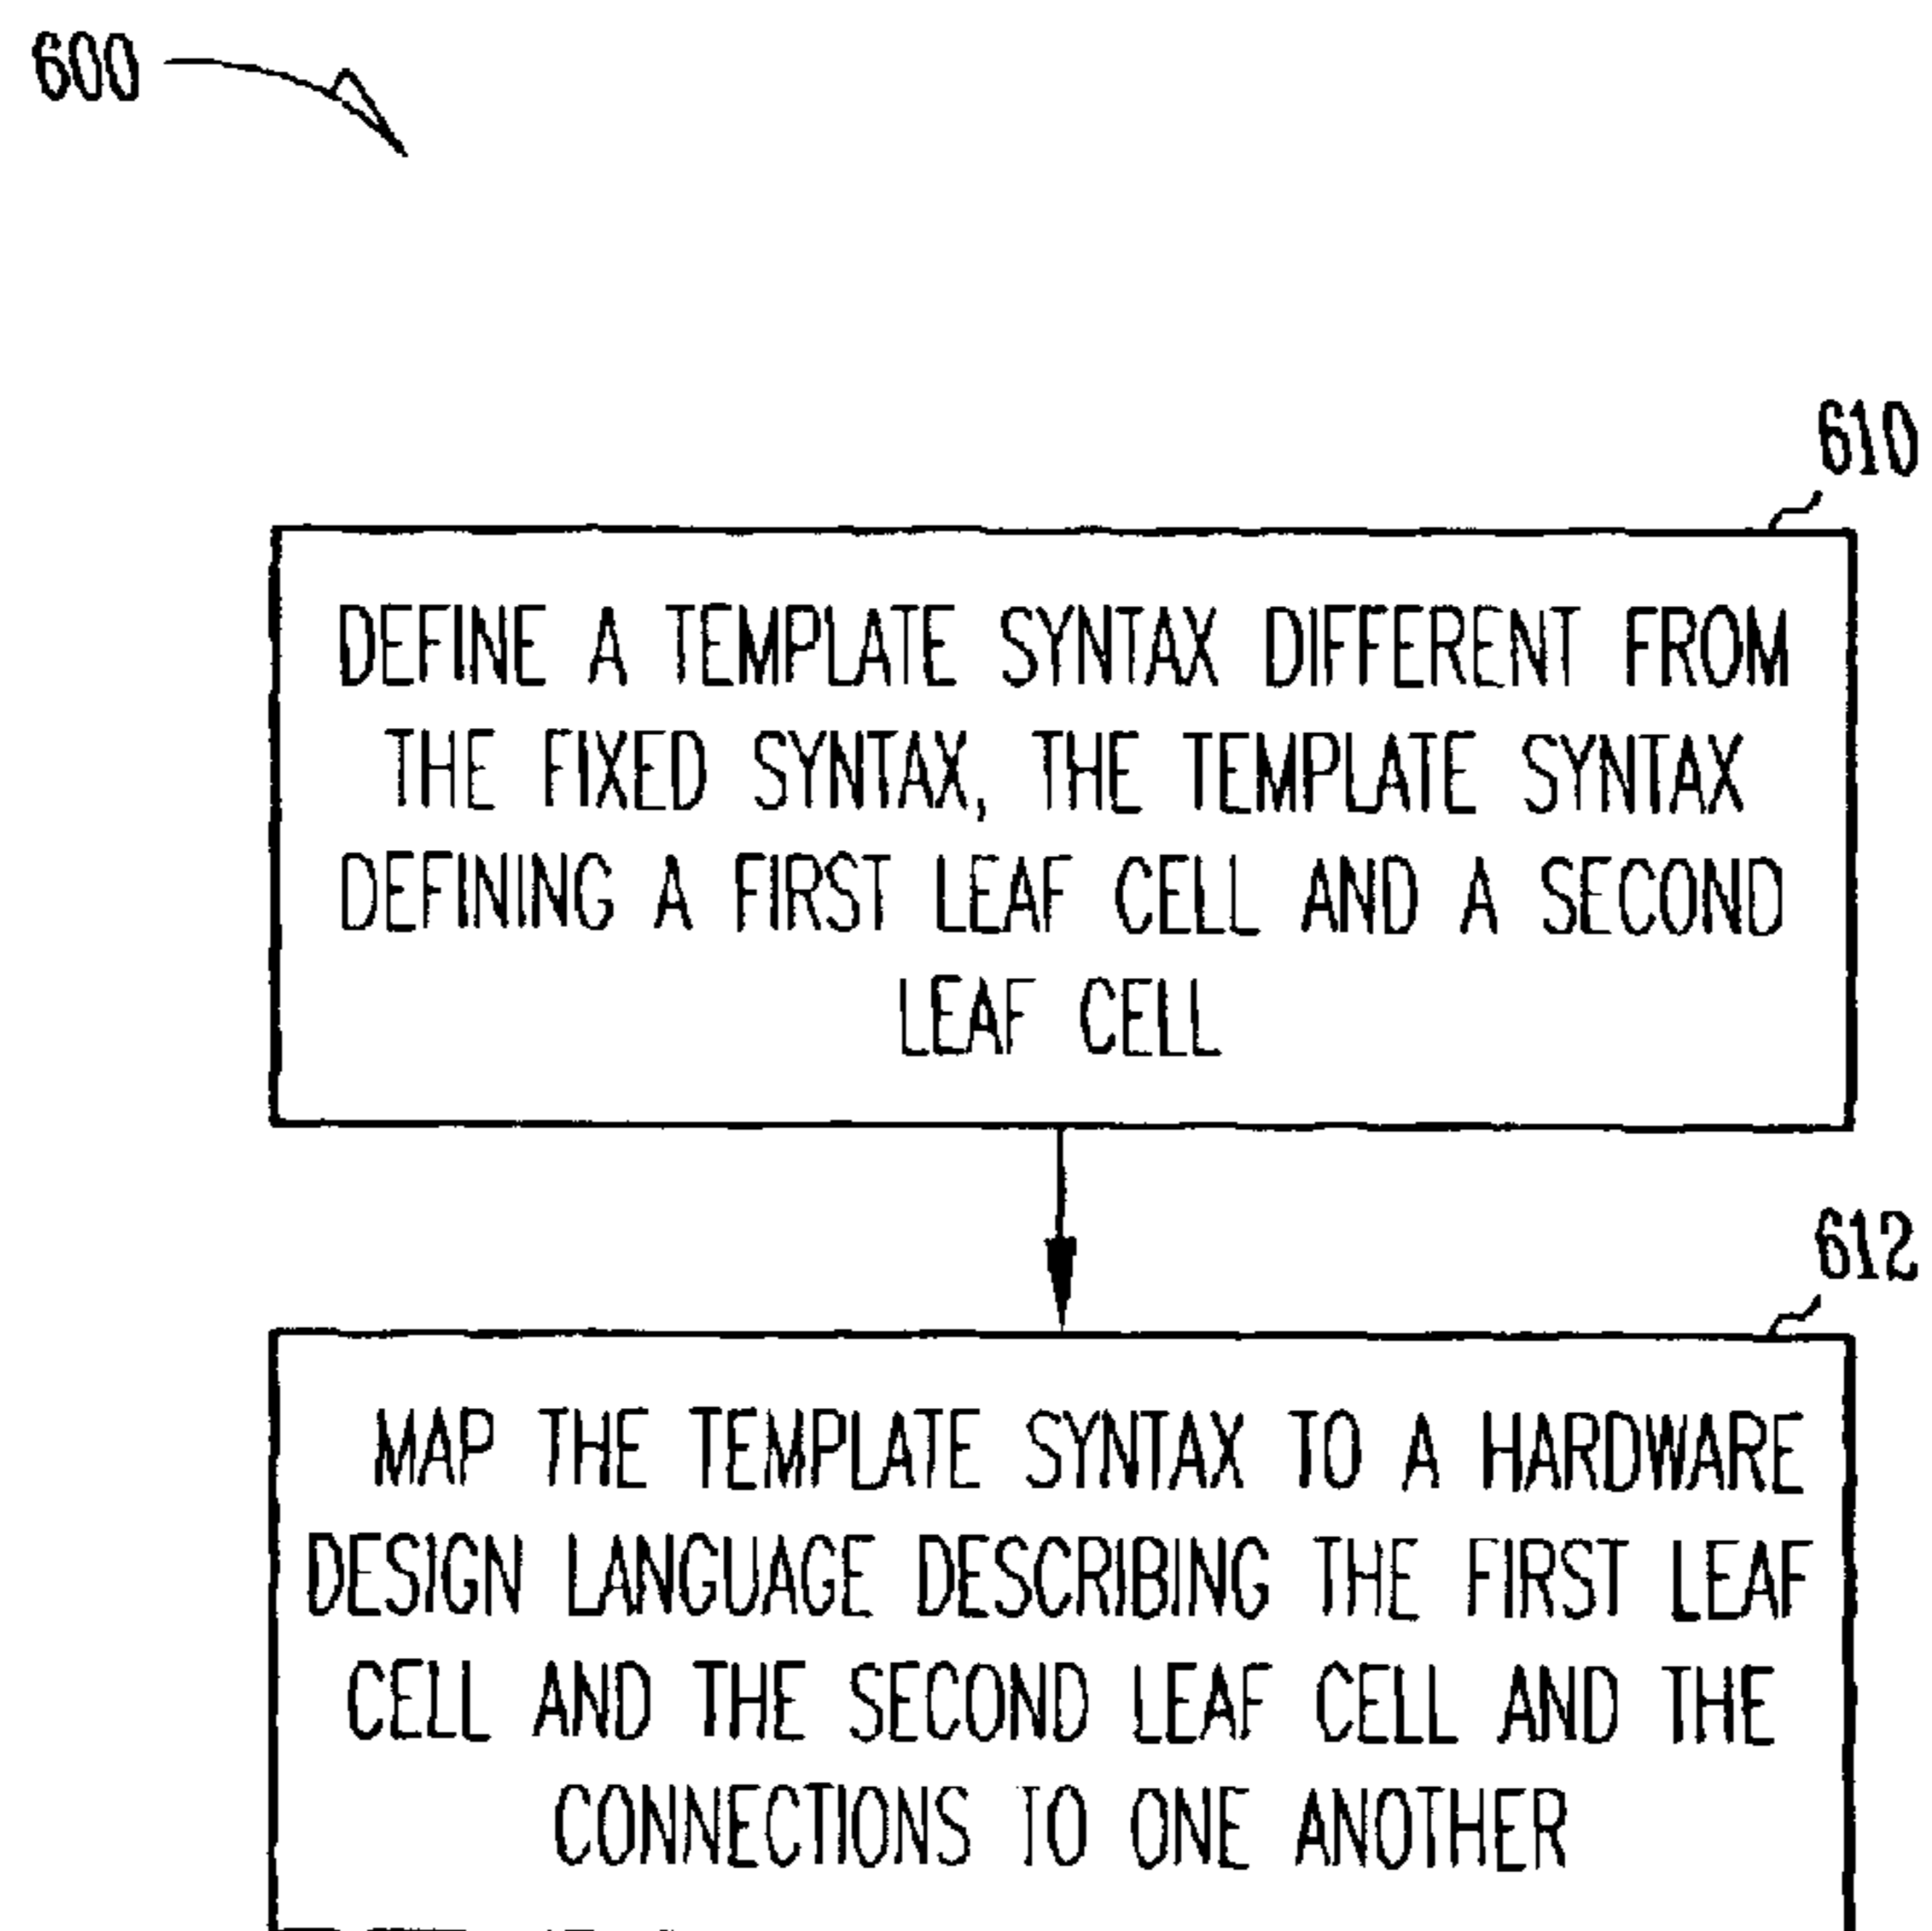 600
610
DEFINE A TEMPLATE SYNTAX DIFFERENT FROM
THE FIXED SYNTAX, THE TEMPLATE SYNTAX
DEFINING A FIRST LEAF CELL AND A SECOND
LEAF CELL
612
MAP THE TEMPLATE SYNTAX TO A HARDWARE
DESIGN LANGUAGE DESCRIBING THE FIRST LEAF
CELL AND THE SECOND LEAF CELL AND THE
CONNECTIONS TO ONE ANOTHER